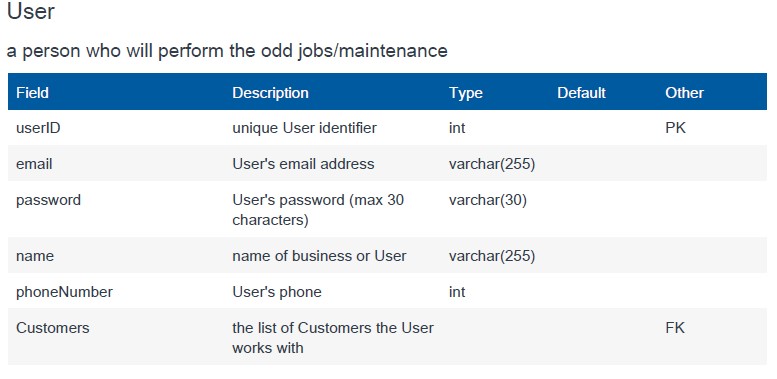 User
a person who will perform the odd jobs/maintenance
Field Description Type Default Other
userID unique User identifier int PK
email User's email address varchar(255)
password User's password (max 30 varchar(30)
characters)
name name of business or User varchar(255)
phoneNumber User's phone int
Customers the list of Customers the User FK
works with